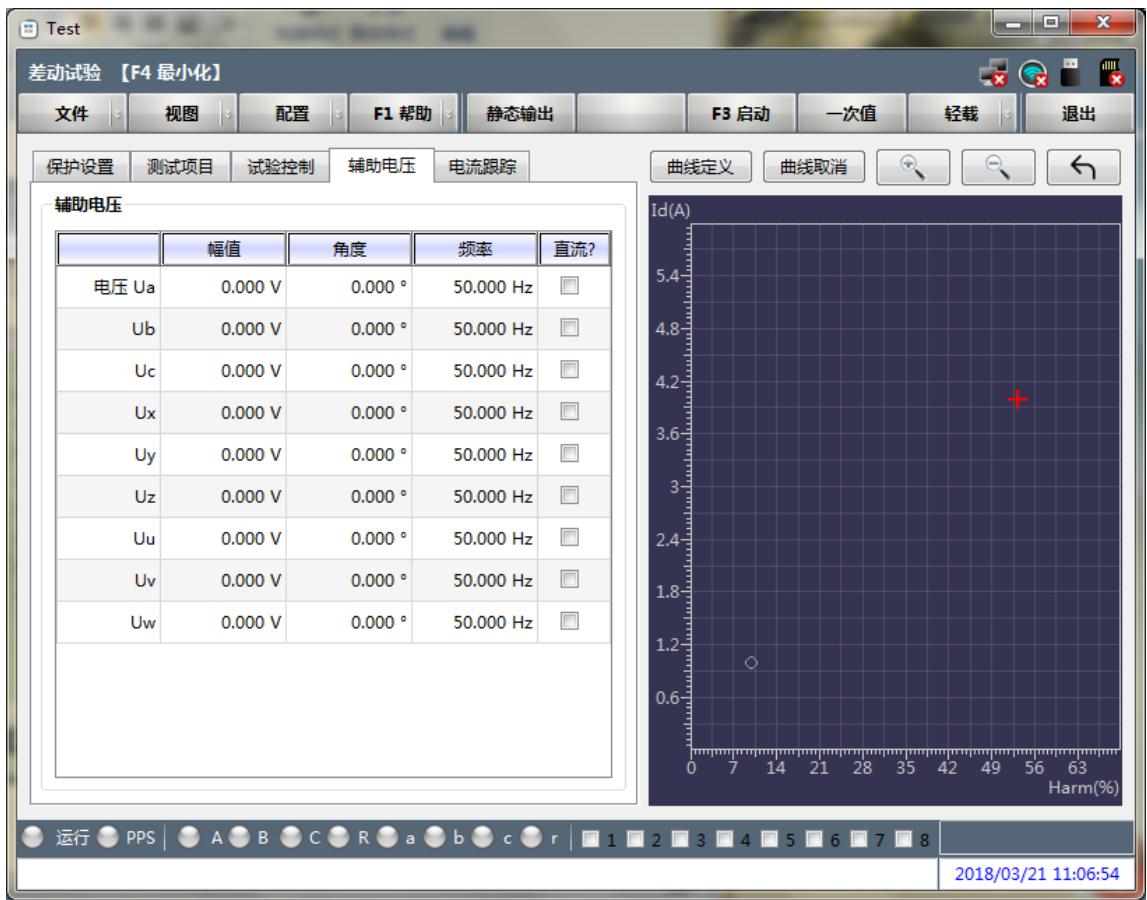 Test
差动试验 【F4 最小化】
文件 视图 配置 F1 帮助 静态输出 F3 启动 一次值 轻载 退出
保护设置 测试项目 试验控制 辅助电压 电流跟踪 曲线定义 曲线取消
辅助电压
幅值 角度 频率 直流?
电压 Ua 0.000 V 0.000 ° 50.000 Hz
Ub 0.000 V 0.000 ° 50.000 Hz
Uc 0.000 V 0.000 ° 50.000 Hz
Ux 0.000 V 0.000 ° 50.000 Hz
Uy 0.000 V 0.000 ° 50.000 Hz
Uz 0.000 V 0.000 ° 50.000 Hz
Uu 0.000 V 0.000 ° 50.000 Hz
Uv 0.000 V 0.000 ° 50.000 Hz
Uw 0.000 V 0.000 ° 50.000 Hz
Id(A)
5.4
4.8
4.2
3.6
3
2.4
1.8
1.2
0.6
0 7 14 21 28 35 42 49 56 63
Harm(%)
运行 PPS A B C R a b c r 1 2 3 4 5 6 7 8
2018/03/21 11:06:54